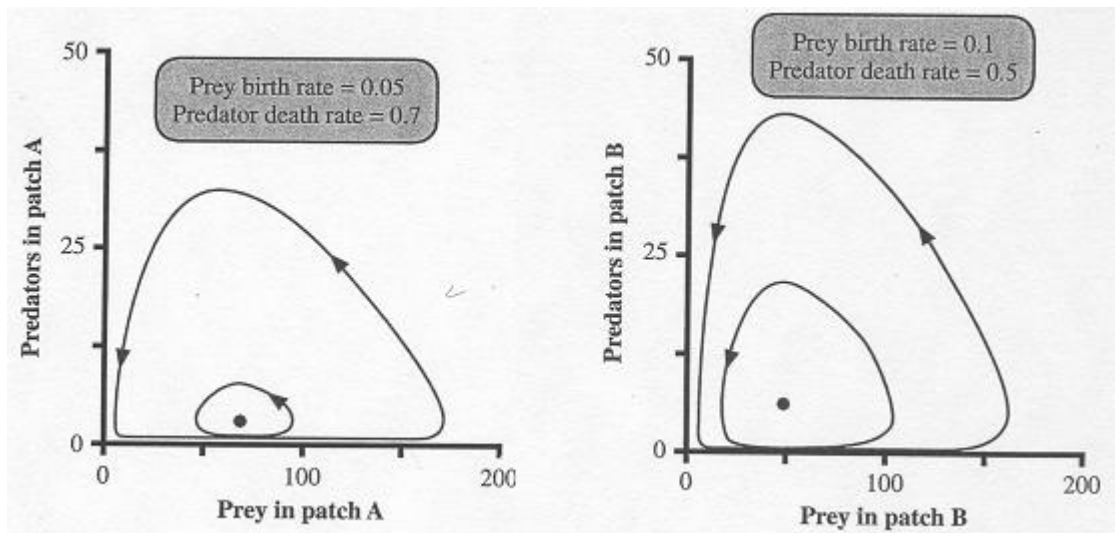 50
Prey birth rate = 0.05
Predator death rate = 0.7
Predators in patch A
25
0
0
100
200
Prey in patch A
Prey birth rate = 0.1
Predator death rate = 0.5
50
Predators in patch B
25
0
0
100
200
Prey in patch B